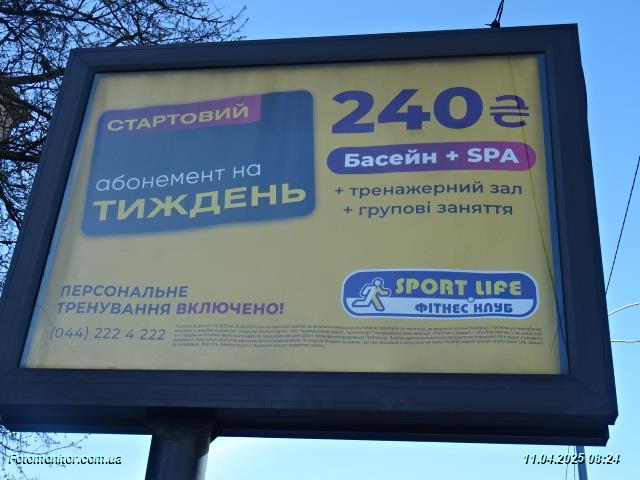 СТАРТОВИЙ
абонемент на
ТИЖДЕНЬ
240₴
Басейн + SPA
+ тренажерний зал
+ групові заняття
ПЕРСОНАЛЬНЕ
ТРЕНУВАННЯ ВКЛЮЧЕНО!
(044) 222 4 222
SPORT LIFE
ФІТНЕС КЛУБ
Fotomonitor.com.ua
11.04.2025 08:24